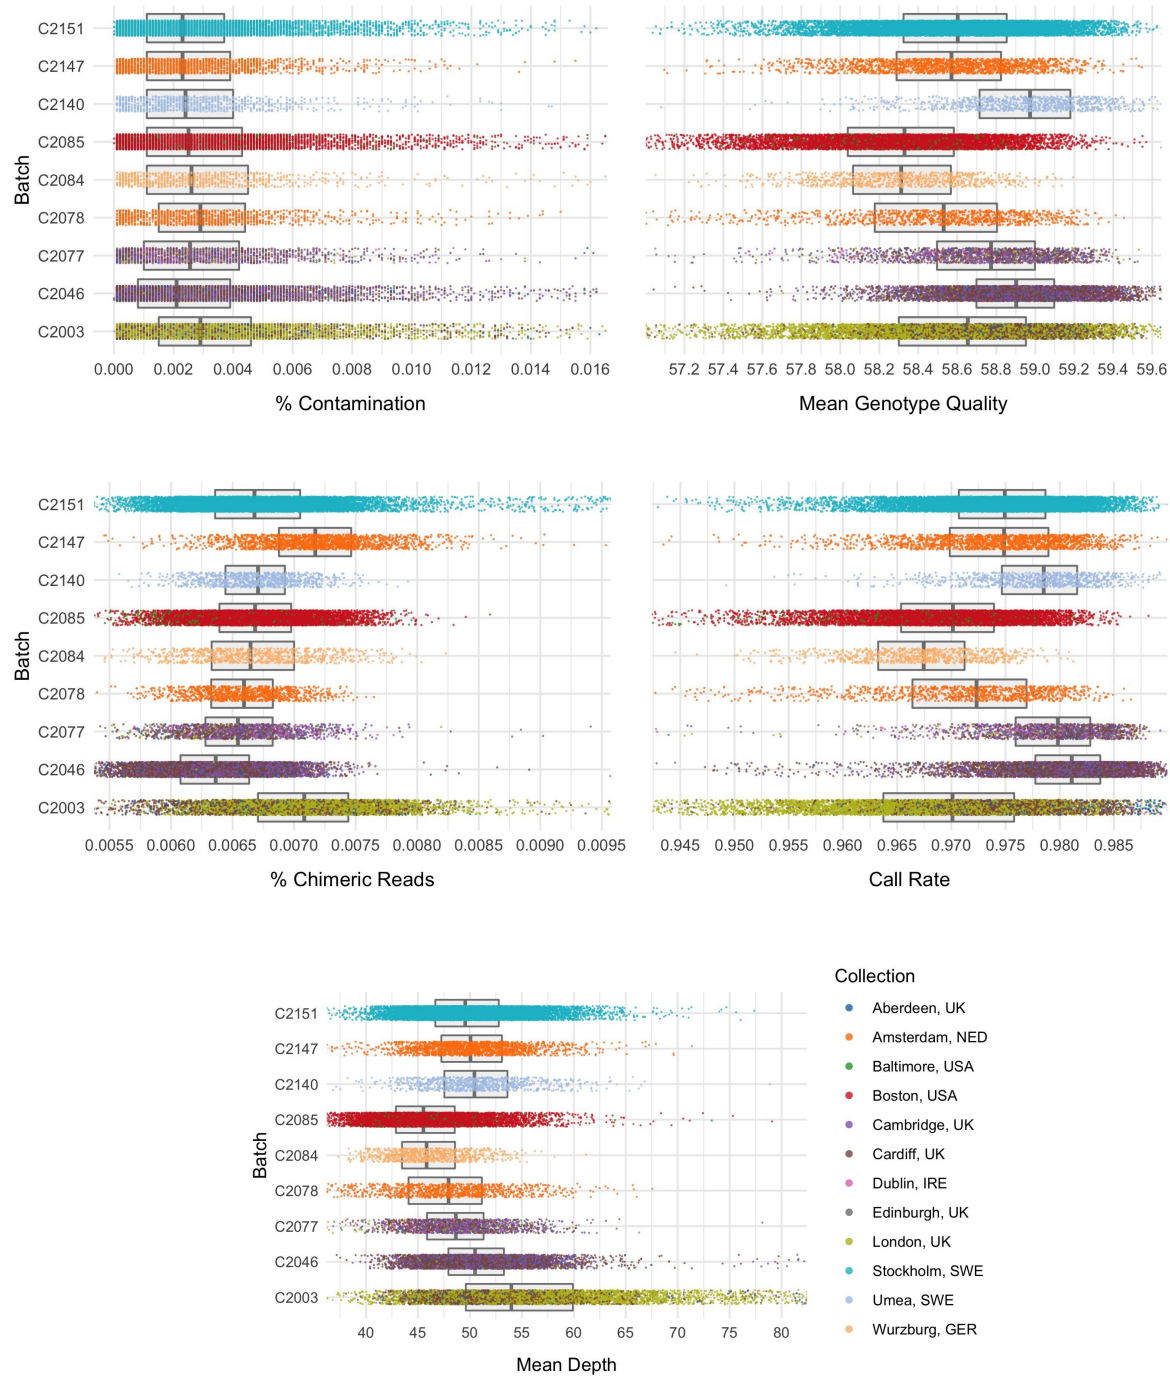 C2151
C2147
C2140
C2085
C2084
C2078
C2077
C2046
C2003
Batch
0.000 0.002 0.004 0.006 0.008 0.010 0.012 0.014 0.016
% Contamination
57.2 57.4 57.6 57.8 58.0 58.2 58.4 58.6 58.8 59.0 59.2 59.4 59.6
Mean Genotype Quality
C2151
C2147
C2140
C2085
C2084
C2078
C2077
C2046
C2003
Batch
0.0055 0.0060 0.0065 0.0070 0.0075 0.0080 0.0085 0.0090 0.0095
% Chimeric Reads
0.945 0.950 0.955 0.960 0.965 0.970 0.975 0.980 0.985
Call Rate
C2151
C2147
C2140
C2085
C2084
C2078
C2077
C2046
C2003
Batch
40 45 50 55 60 65 70 75 80
Mean Depth
Collection
Aberdeen, UK
Amsterdam, NED
Baltimore, USA
Boston, USA
Cambridge, UK
Cardiff, UK
Dublin, IRE
Edinburgh, UK
London, UK
Stockholm, SWE
Umea, SWE
Wurzburg, GER